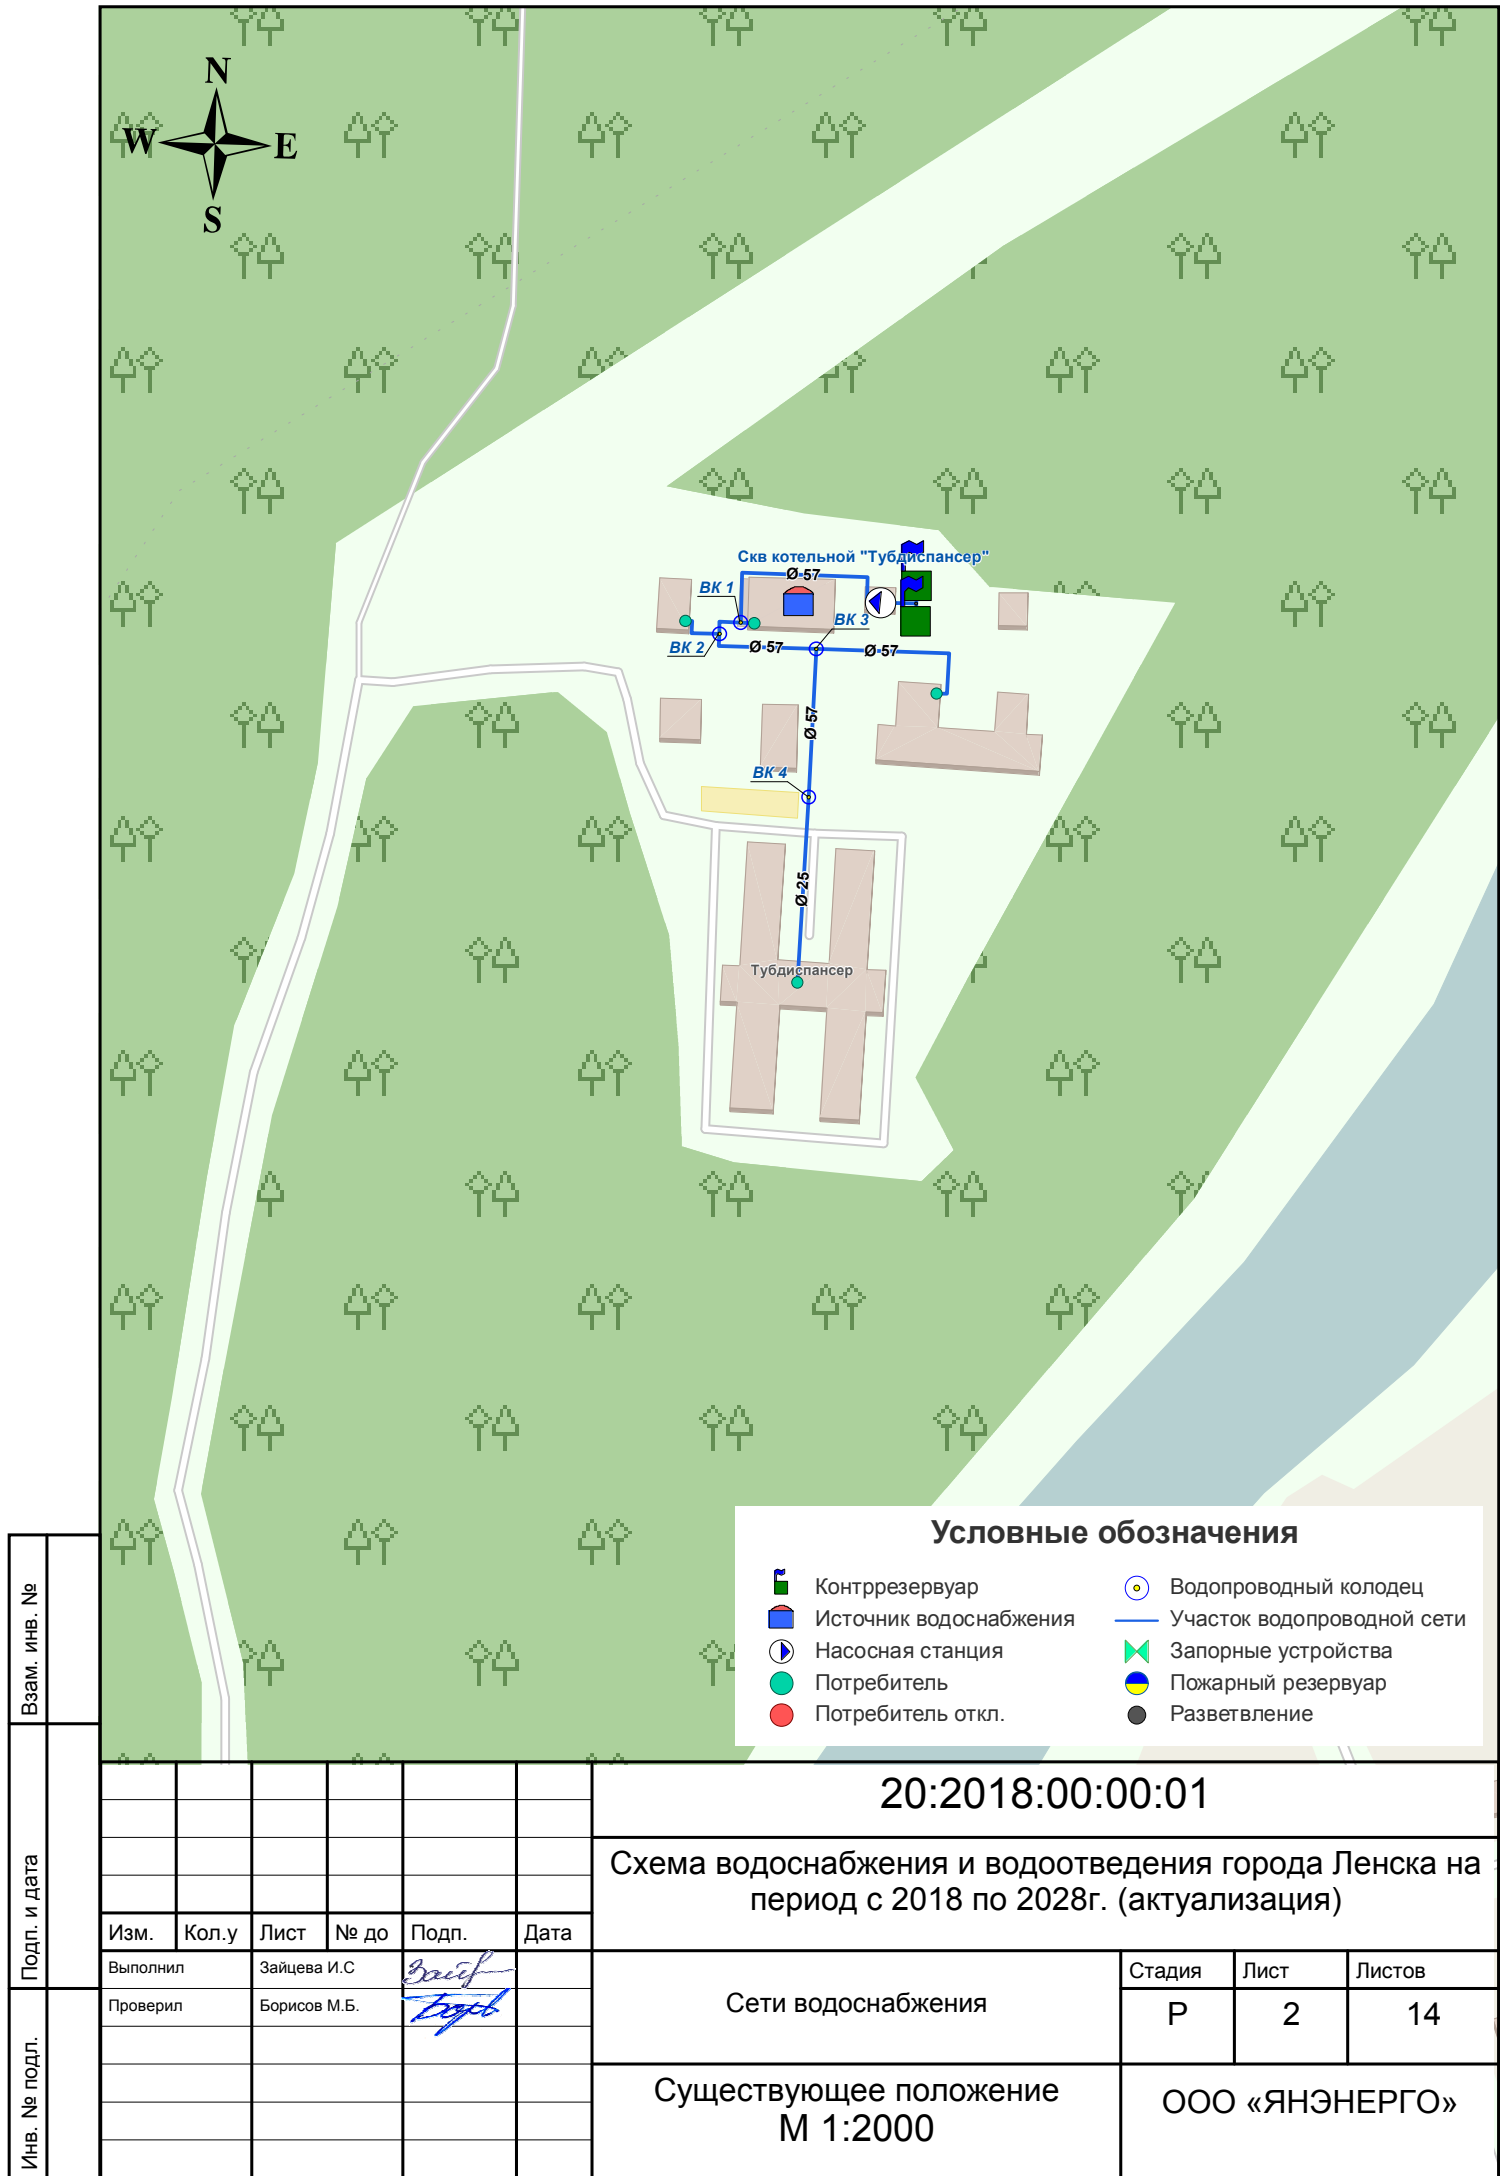 N
W E
S
Скв котельной "Тубдиспансер"
Ø 57
ВК 1
ВК 3
ВК 2
Ø 57
Ø 57
Ø 57
ВК 4
Ø 25
Тубдиспансер
Условные обозначения
Контррезервуар
Источник водоснабжения
Насосная станция
Потребитель
Потребитель откл.
Водопроводный колодец
Участок водопроводной сети
Запорные устройства
Пожарный резервуар
Разветвление
Взам. инв. №
Подп. и дата
Инв. № подл.
20:2018:00:00:01
Схема водоснабжения и водоотведения города Ленска на
период с 2018 по 2028г. (актуализация)
Изм. Кол.у Лист № до Подп. Дата
Выполнил Зайцева И.С
Проверил Борисов М.Б.
Сети водоснабжения
Стадия Лист Листов
Р 2 14
Существующее положение
М 1:2000
ООО «ЯНЭНЕРГО»